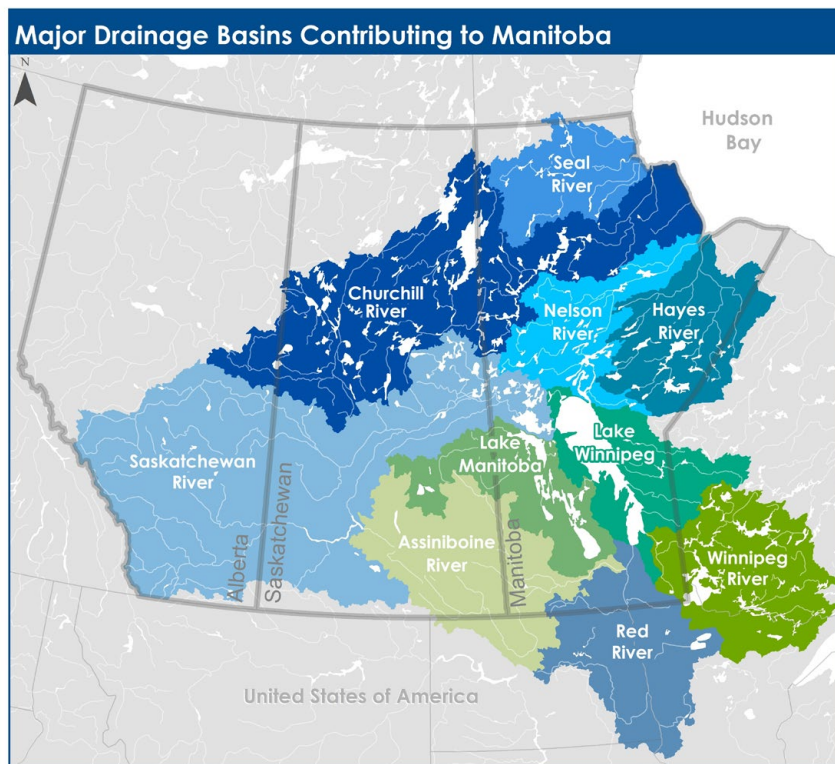 Major Drainage Basins Contributing to Manitoba
N
Hudson
Bay
Seal
River
Churchill
River
Nelson
River
Hayes
River
Lake
Winnipeg
Lake
Manitoba
Saskatchewan
River
Alberta
Saskatchewan
Manitoba
Assiniboine
River
Winnipeg
River
Red
River
United States of America